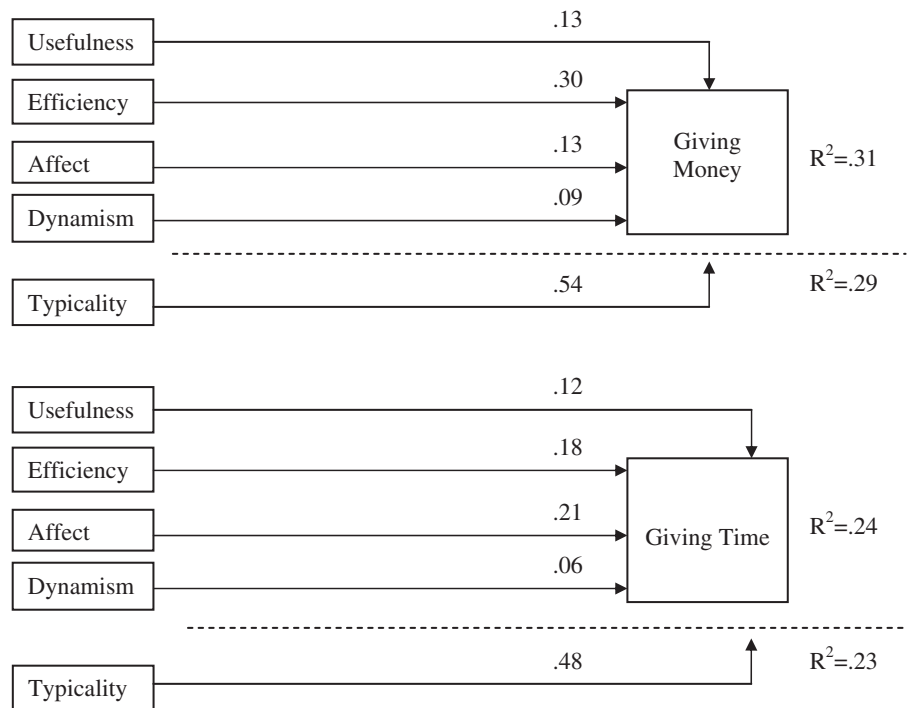 Usefulness .13
Efficiency .30
Affect .13
Giving
Money
R²=.31
Dynamism .09
Typicality .54 R²=.29
Usefulness .12
Efficiency .18
Affect .21
Giving Time R²=.24
Dynamism .06
Typicality .48 R²=.23